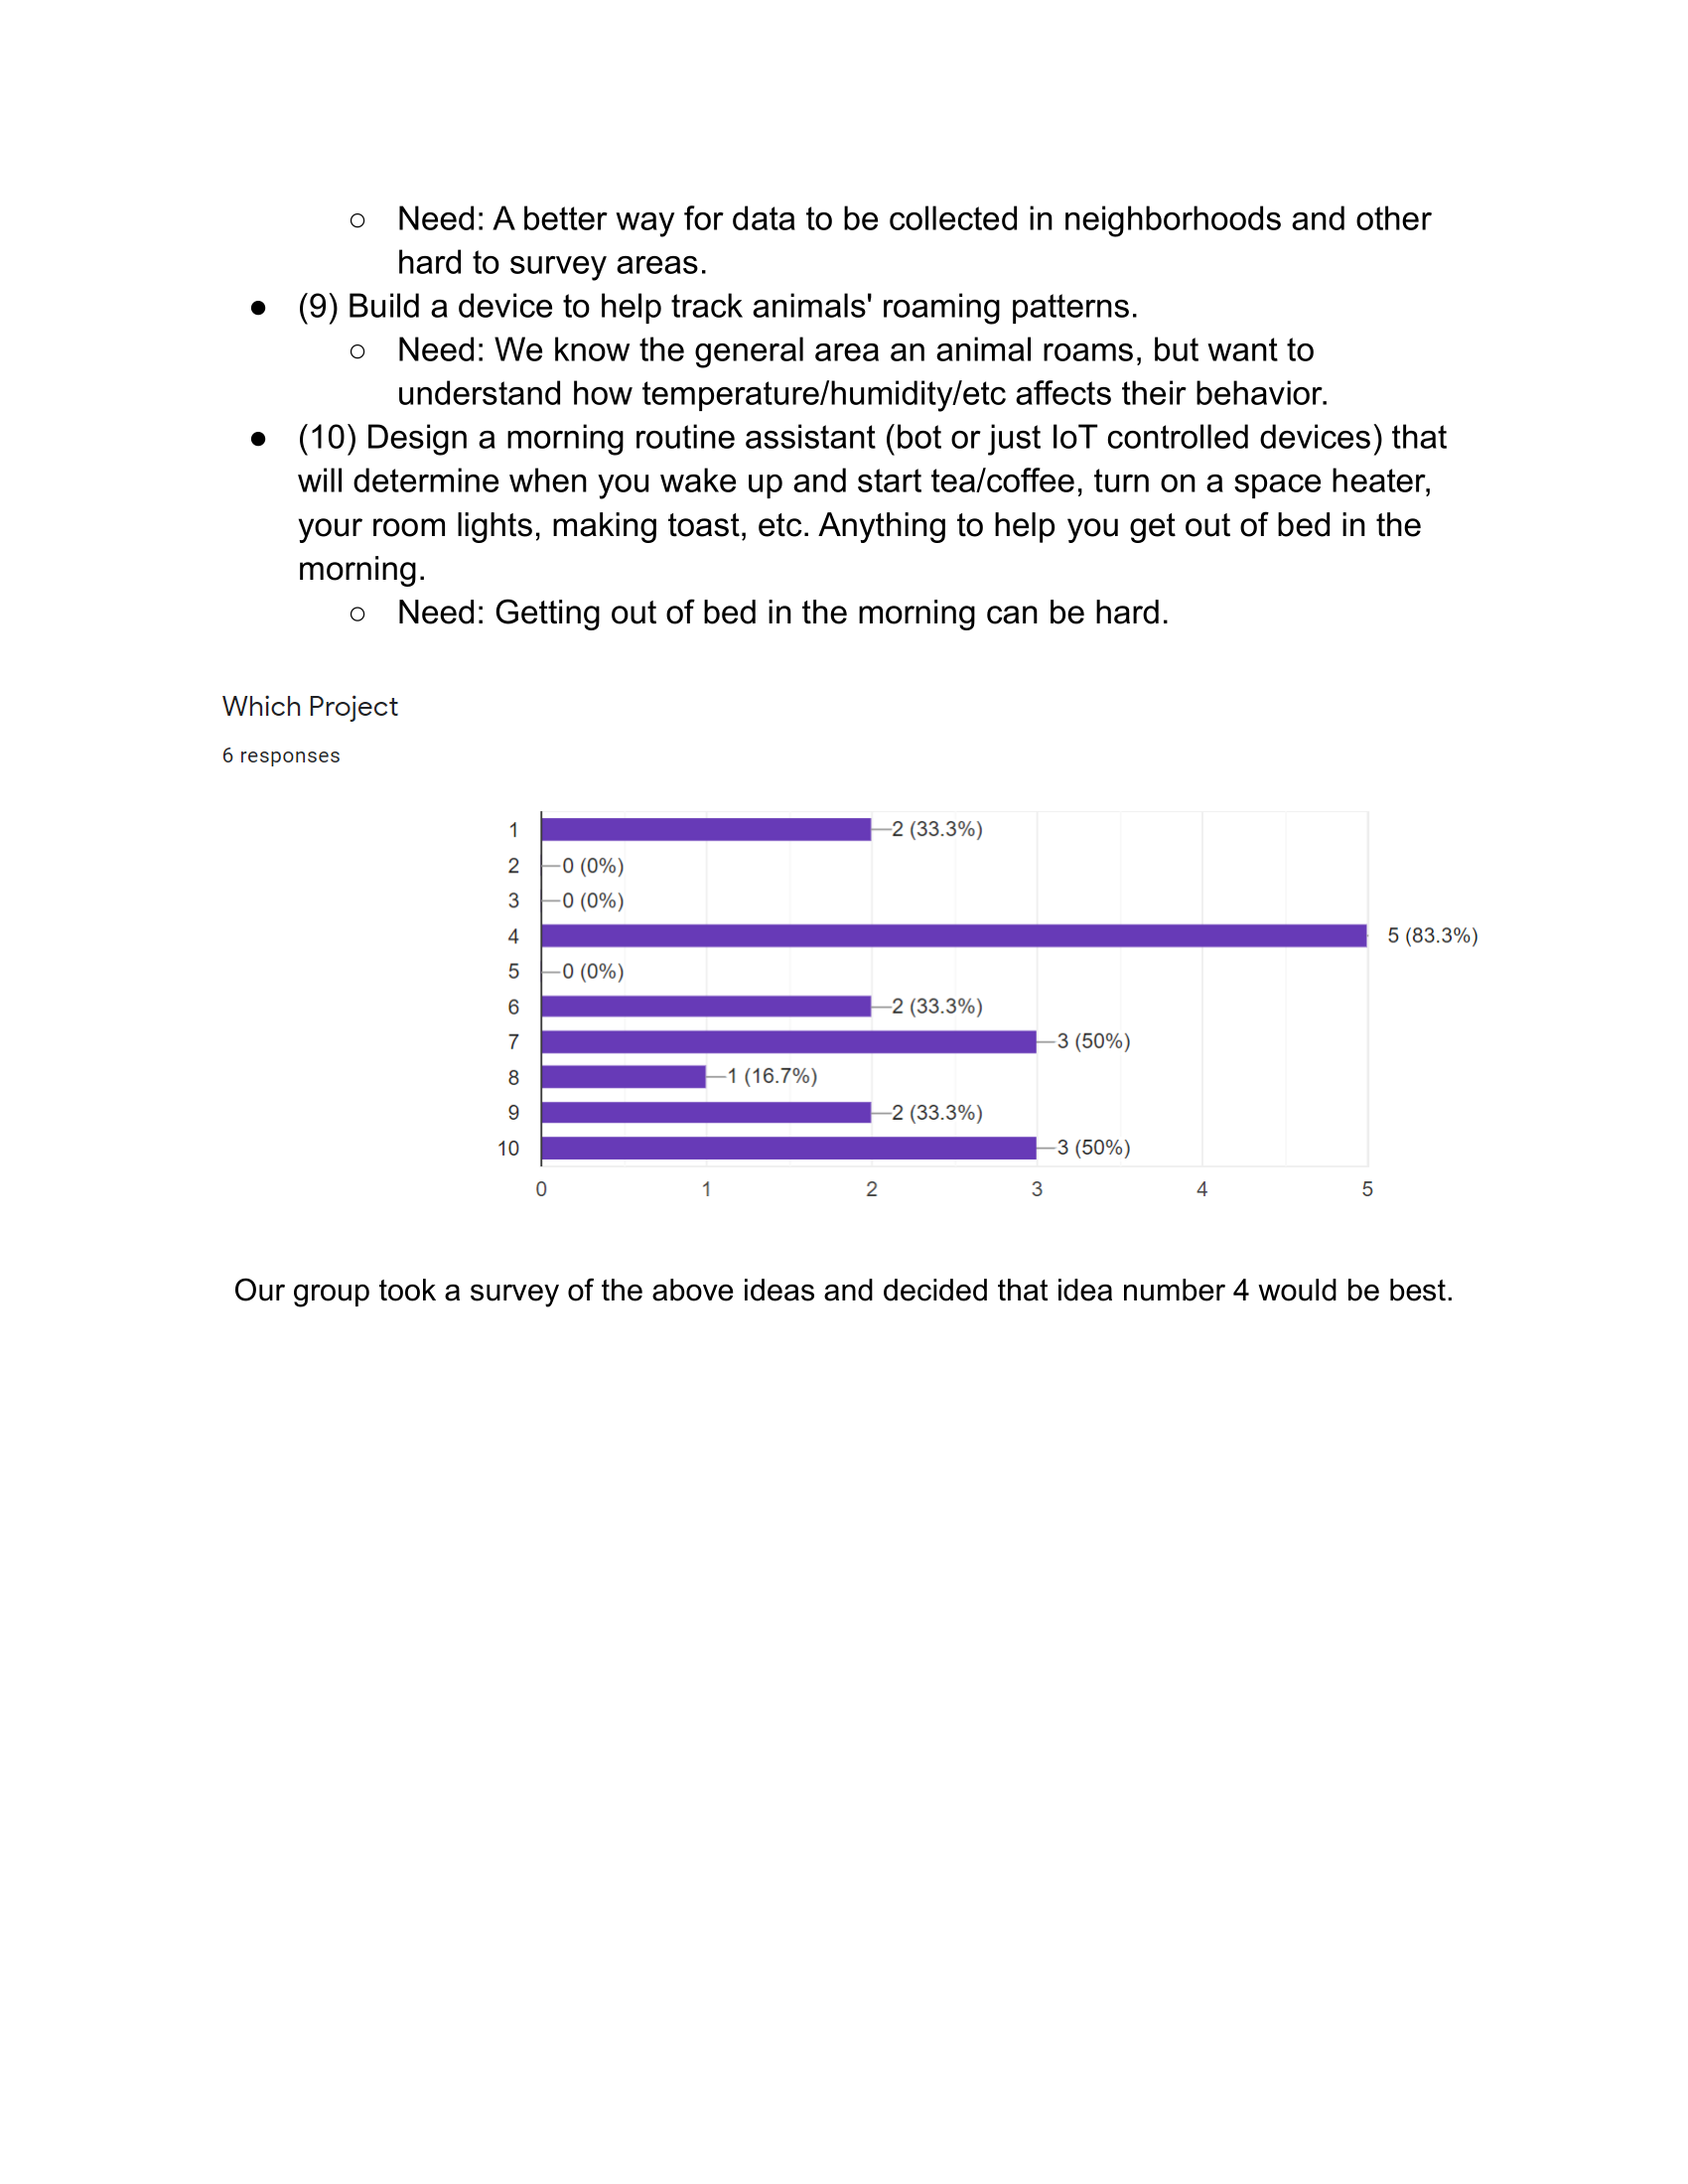 ○ Need: A better way for data to be collected in neighborhoods and other
hard to survey areas.
● (9) Build a device to help track animals' roaming patterns.
○ Need: We know the general area an animal roams, but want to
understand how temperature/humidity/etc affects their behavior.
● (10) Design a morning routine assistant (bot or just IoT controlled devices) that
will determine when you wake up and start tea/coffee, turn on a space heater,
your room lights, making toast, etc. Anything to help you get out of bed in the
morning.
○ Need: Getting out of bed in the morning can be hard.
Which Project
6 responses
1 2 (33.3%)
2 0 (0%)
3 0 (0%)
4 5 (83.3%)
5 0 (0%)
6 2 (33.3%)
7 3 (50%)
8 1 (16.7%)
9 2 (33.3%)
10 3 (50%)
0 1 2 3 4 5
Our group took a survey of the above ideas and decided that idea number 4 would be best.